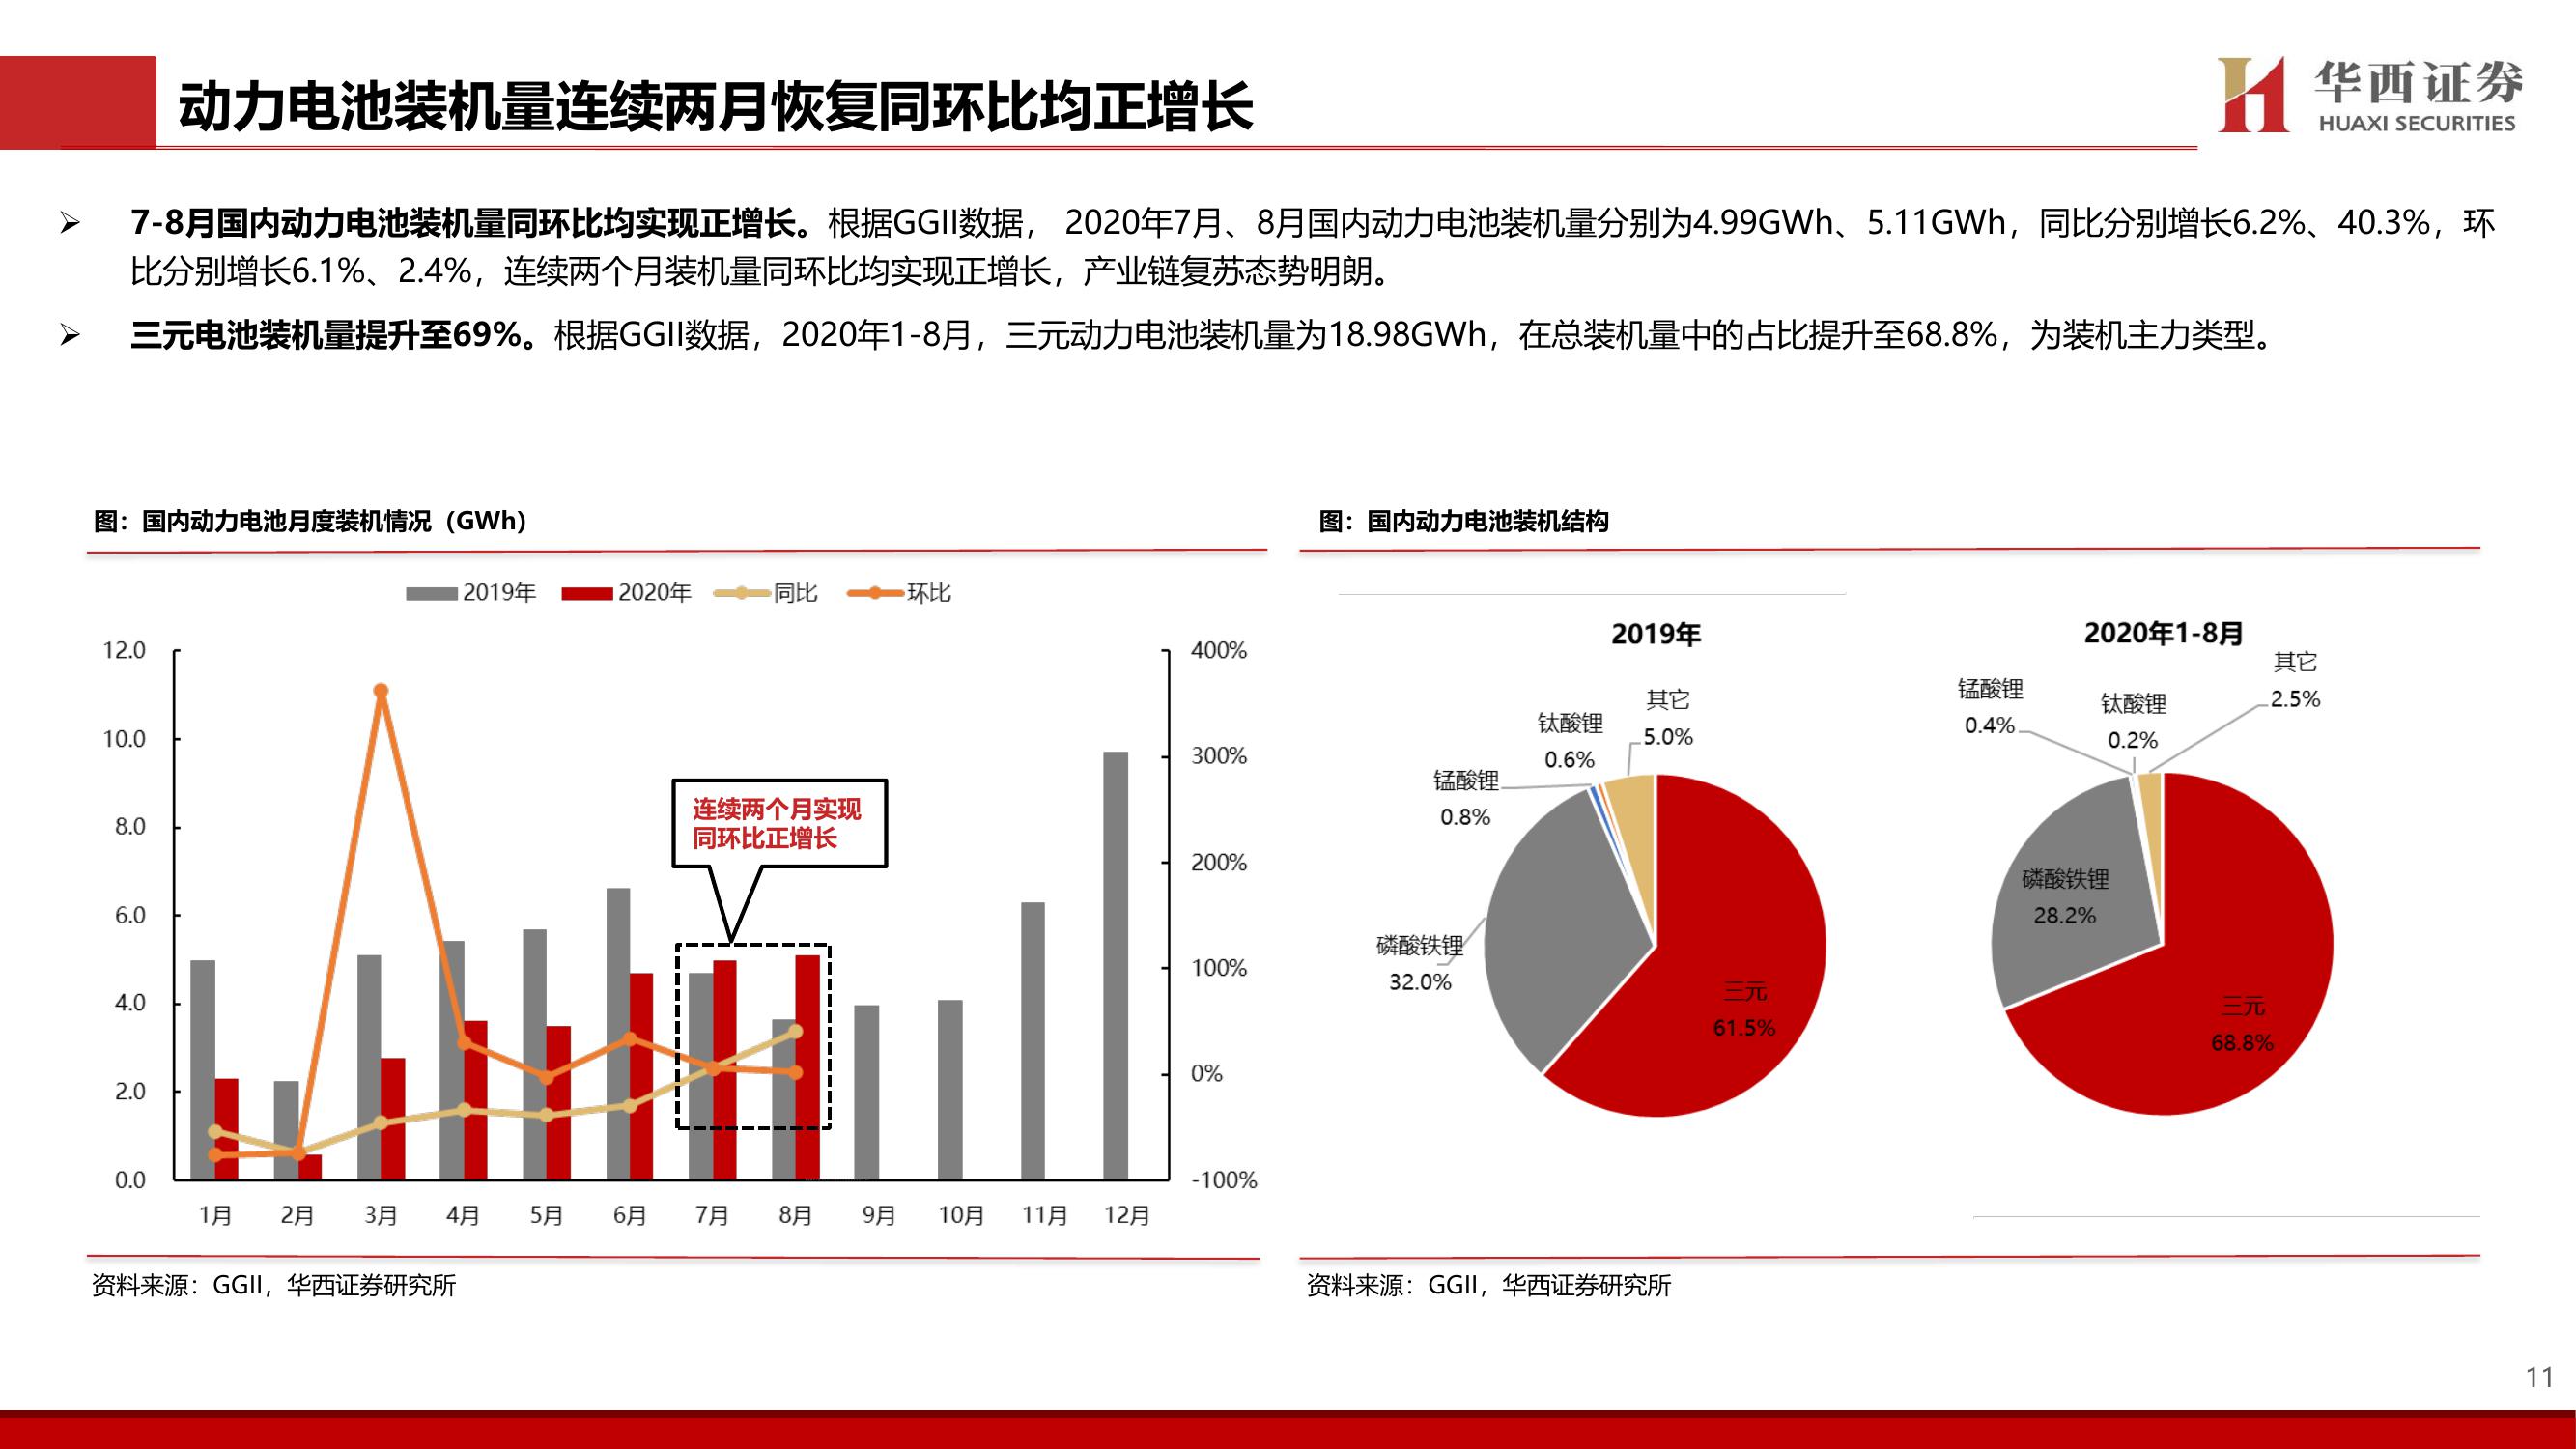 动力电池装机量连续两月恢复同环比均正增长
华西证券
HUAXI SECURITIES
7-8月国内动力电池装机量同环比均实现正增长。根据GGII数据， 2020年7月、8月国内动力电池装机量分别为4.99GWh、5.11GWh，同比分别增长6.2%、40.3%，环
比分别增长6.1%、2.4%，连续两个月装机量同环比均实现正增长，产业链复苏态势明朗。
三元电池装机量提升至69%。根据GGII数据，2020年1-8月，三元动力电池装机量为18.98GWh，在总装机量中的占比提升至68.8%，为装机主力类型。
图：国内动力电池月度装机情况（GWh）
2019年 2020年 同比 环比
12.0
10.0
8.0
6.0
4.0
2.0
0.0
400%
300%
200%
100%
0%
-100%
连续两个月实现
同环比正增长
1月 2月 3月 4月 5月 6月 7月 8月 9月 10月 11月 12月
资料来源：GGII，华西证券研究所
图：国内动力电池装机结构
2019年
其它
5.0%
钛酸锂
0.6%
锰酸锂
0.8%
磷酸铁锂
32.0%
三元
61.5%
2020年1-8月
其它
2.5%
锰酸锂
0.4%
钛酸锂
0.2%
磷酸铁锂
28.2%
三元
68.8%
资料来源：GGII，华西证券研究所
11